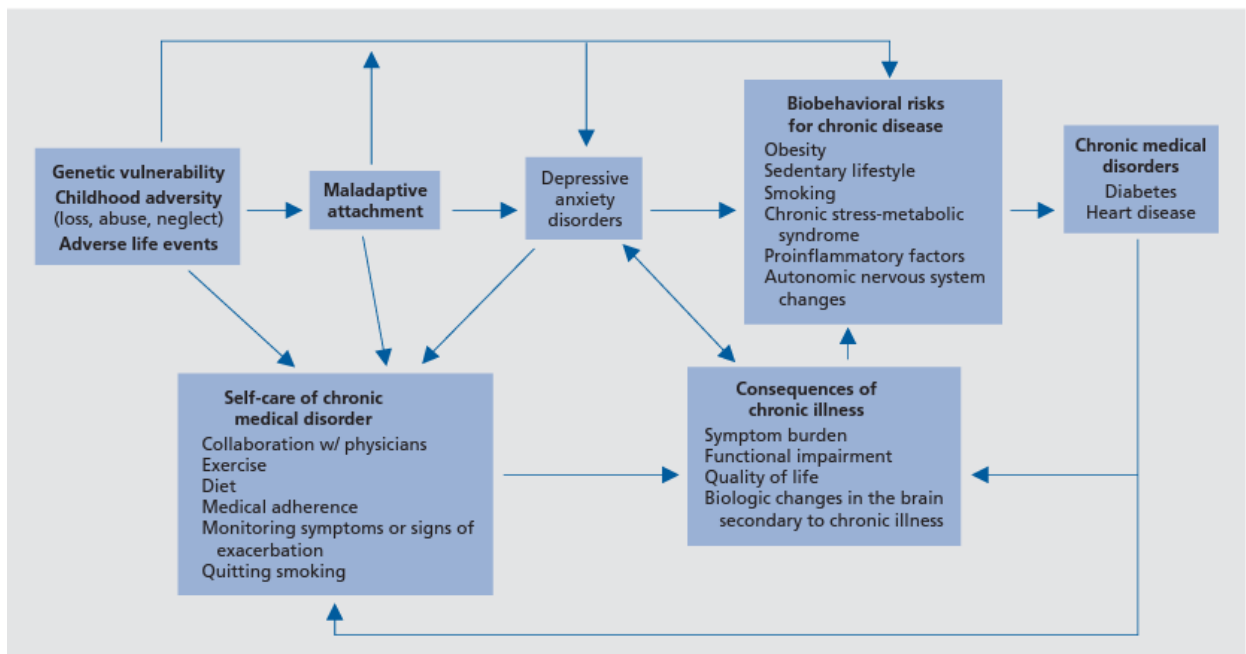 Genetic vulnerability
Childhood adversity
(loss, abuse, neglect)
Adverse life events
Maladaptive
attachment
Depressive
anxiety
disorders
Biobehavioral risks
for chronic disease
Obesity
Sedentary lifestyle
Smoking
Chronic stress-metabolic
syndrome
Proinflammatory factors
Autonomic nervous system
changes
Chronic medical
disorders
Diabetes
Heart disease
Self-care of chronic
medical disorder
Collaboration w/ physicians
Exercise
Diet
Medical adherence
Monitoring symptoms or signs of
exacerbation
Quitting smoking
Consequences of
chronic illness
Symptom burden
Functional impairment
Quality of life
Biologic changes in the brain
secondary to chronic illness